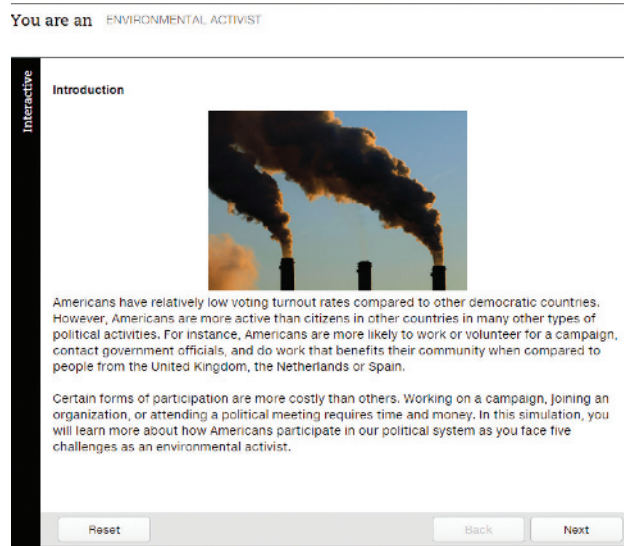 You are an ENVIRONMENTAL ACTIVIST
Interactive
Introduction
Americans have relatively low voting turnout rates compared to other democratic countries.
However, Americans are more active than citizens in other countries in many other types of
political activities. For instance, Americans are more likely to work or volunteer for a campaign,
contact government officials, and do work that benefits their community when compared to
people from the United Kingdom, the Netherlands or Spain.
Certain forms of participation are more costly than others. Working on a campaign, joining an
organization, or attending a political meeting requires time and money. In this simulation, you
will learn more about how Americans participate in our political system as you face five
challenges as an environmental activist.
Reset
Back
Next